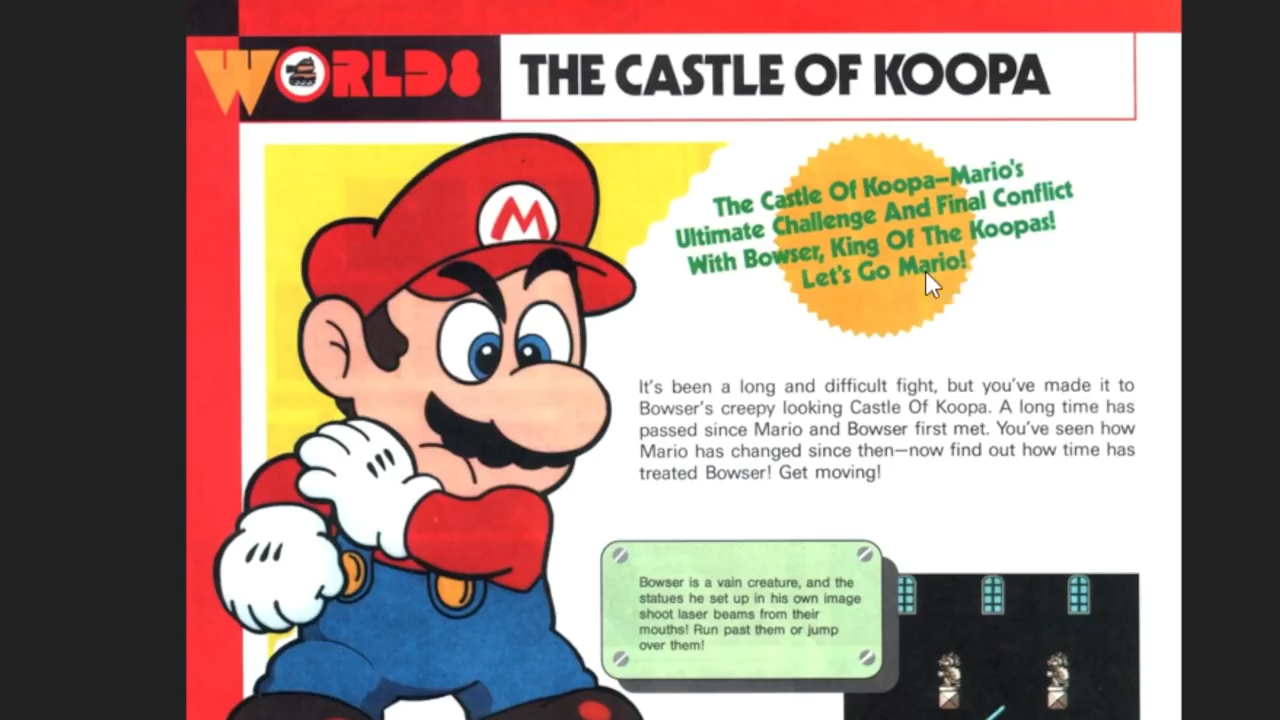 WORLD 8
THE CASTLE OF KOOPA
M
The Castle Of Koopa—Mario's
Ultimate Challenge And Final Conflict
With Bowser, King Of The Koopas!
Let's Go Mario!
It's been a long and difficult fight, but you've made it to
Bowser's creepy looking Castle Of Koopa. A long time has
passed since Mario and Bowser first met. You've seen how
Mario has changed since then—now find out how time has
treated Bowser! Get moving!
Bowser is a vain creature, and the
statues he set up in his own image
shoot laser beams from their
mouths! Run past them or jump
over them!